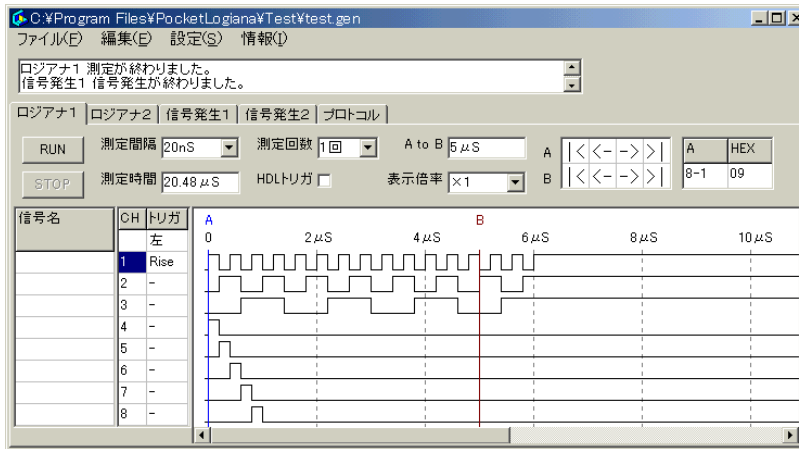 C:¥Program Files¥PocketLogiana¥Test¥test.gen
ファイル(F) 編集(E) 設定(S) 情報(I)
ロジアナ1 測定が終わりました。
信号発生1 信号発生が終わりました。
ロジアナ1 ロジアナ2 信号発生1 信号発生2 プロトコル
RUN 測定間隔 20nS 測定回数 1回 A to B 5μS A |< <- -> >| A HEX
STOP 測定時間 20.48μS HDLトリガ 表示倍率 ×1 B |< <- -> >| 8-1 09
信号名 CH トリガ A B
左 0 2μS 4μS 6μS 8μS 10μS
1 Rise
2 -
3 -
4 -
5 -
6 -
7 -
8 -